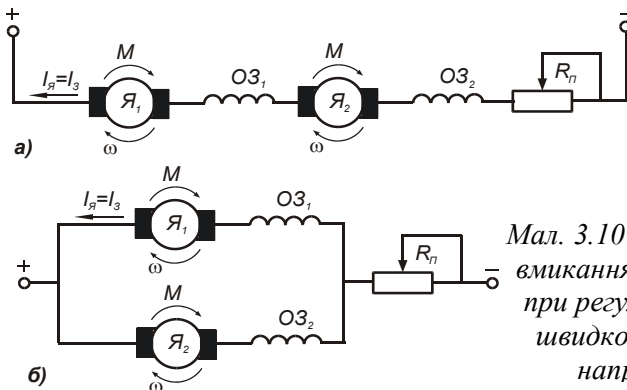 + –
M M
Iя=Iз Я1 ОЗ1 Я2 ОЗ2 RП
а) ω ω
M
Iя=Iз Я1 ОЗ1
ω RП
+ M –
Я2 ОЗ2
б) ω
Мал. 3.10
вмикання
при регу
швидко
напр